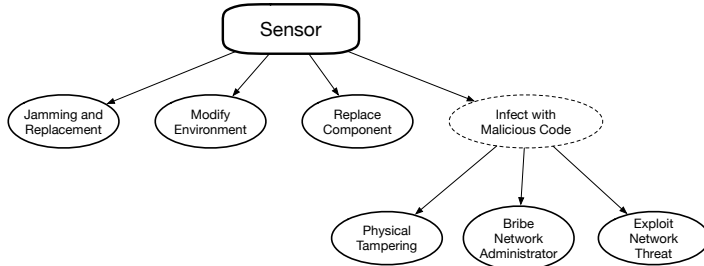 Sensor
Jamming and
Replacement
Modify
Environment
Replace
Component
Infect with
Malicious Code
Physical
Tampering
Bribe
Network
Administrator
Exploit
Network
Threat